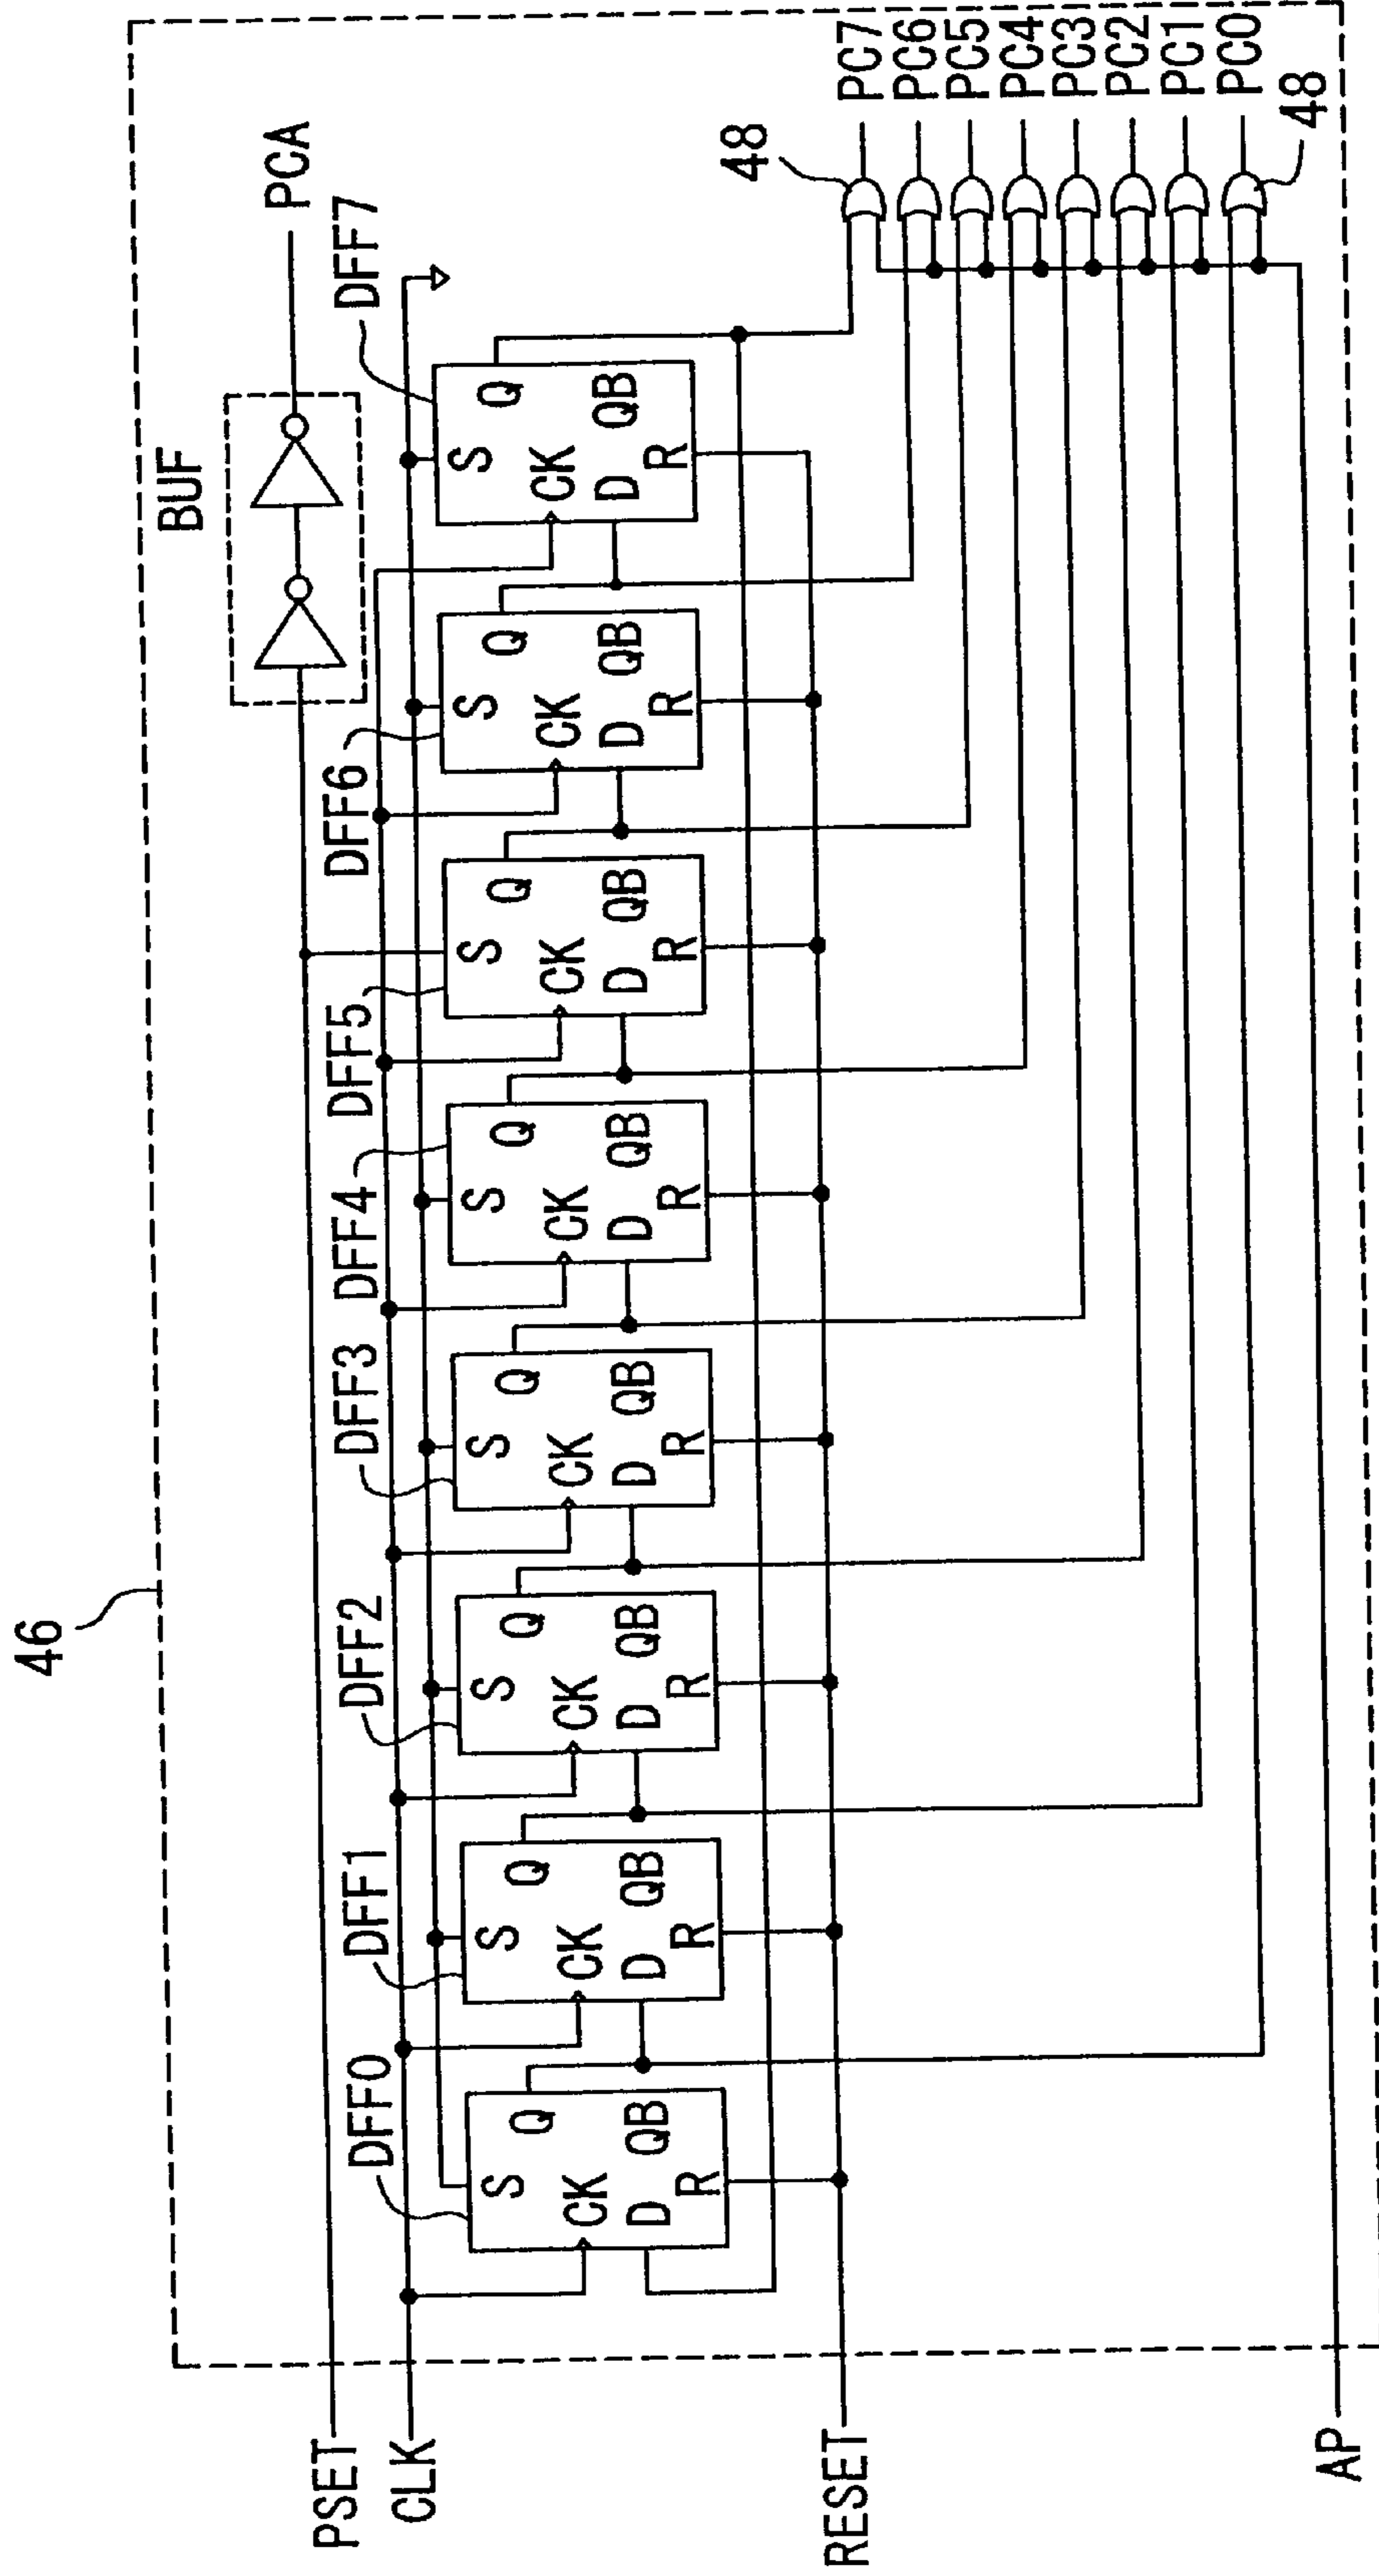 46
PSET
CLK
RESET
AP
BUF
PCA
DFF0
DFF1
DFF2
DFF3
DFF4
DFF5
DFF6
DFF7
S Q
CK
D QB
R
S Q
CK
D QB
R
S Q
CK
D QB
R
S Q
CK
D QB
R
S Q
CK
D QB
R
S Q
CK
D QB
R
S Q
CK
D QB
R
S Q
CK
D QB
R
48
PC7
PC6
PC5
PC4
PC3
PC2
PC1
PC0
48